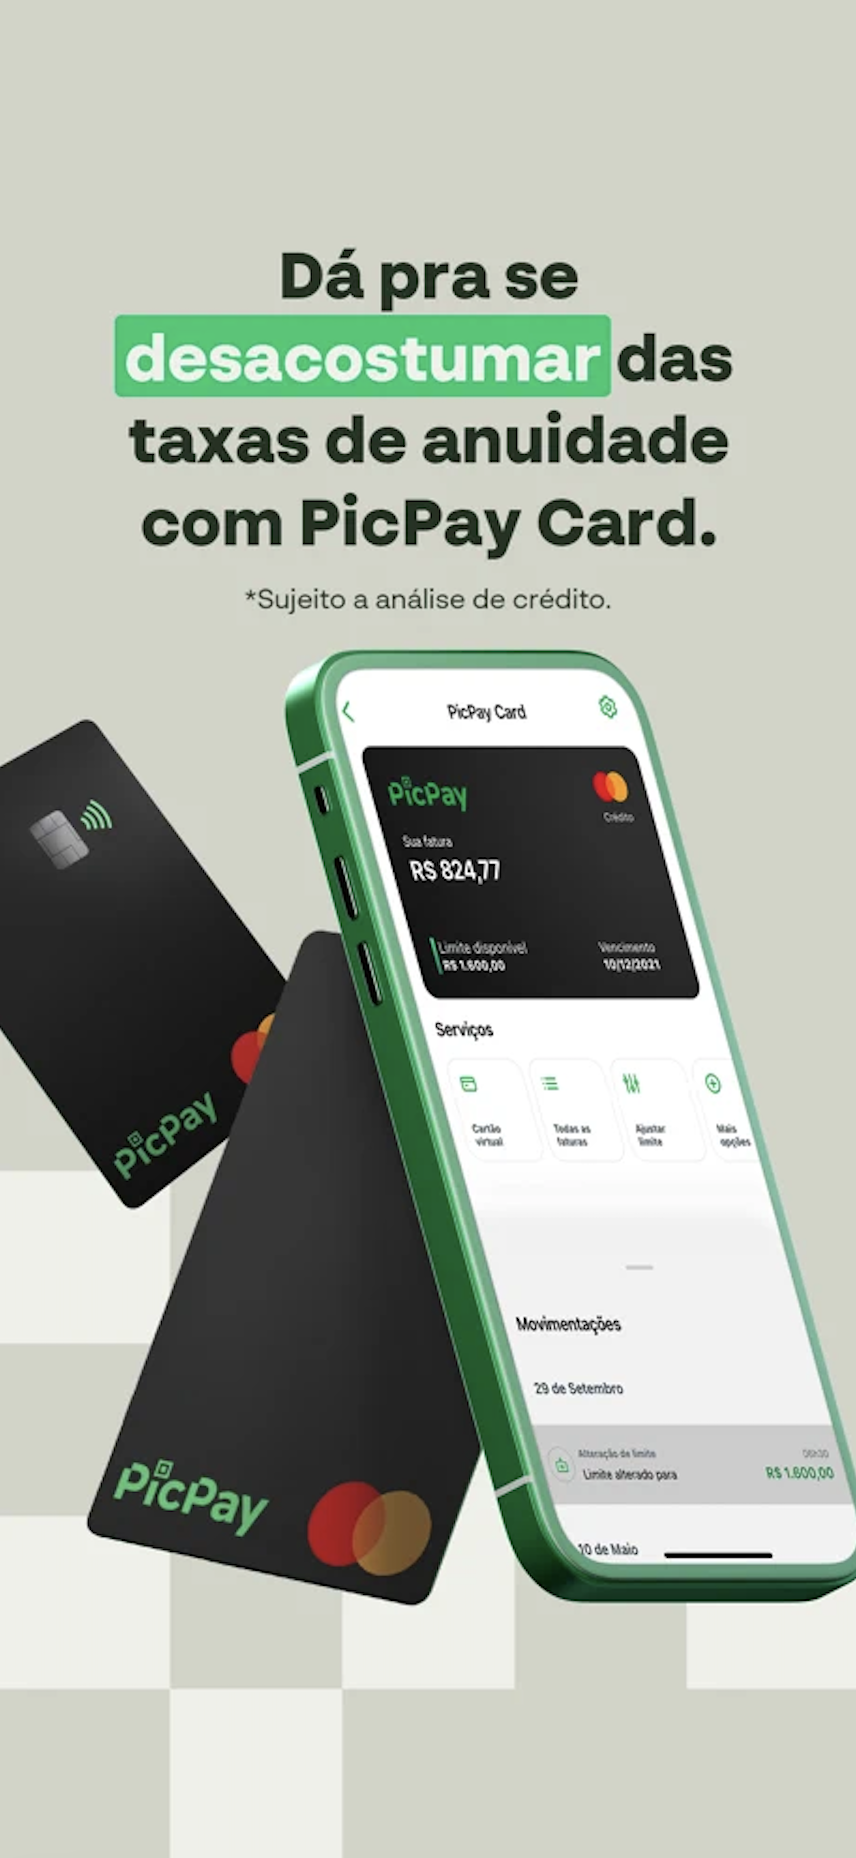 Dá pra se
desacostumar das
taxas de anuidade
com PicPay Card.
*Sujeito a análise de crédito.
PicPay Card
PicPay
Crédito
Sua fatura
R$ 824,77
Limite disponível
R$ 1.600,00
Vencimento
10/12/2021
Serviços
Cartão
virtual
Todas as
faturas
Ajustar
limite
Mais
opções
Movimentações
29 de Setembro
Alteração de limite
06h30
Limite alterado para
R$ 1.600,00
10 de Maio
PicPay
PicPay